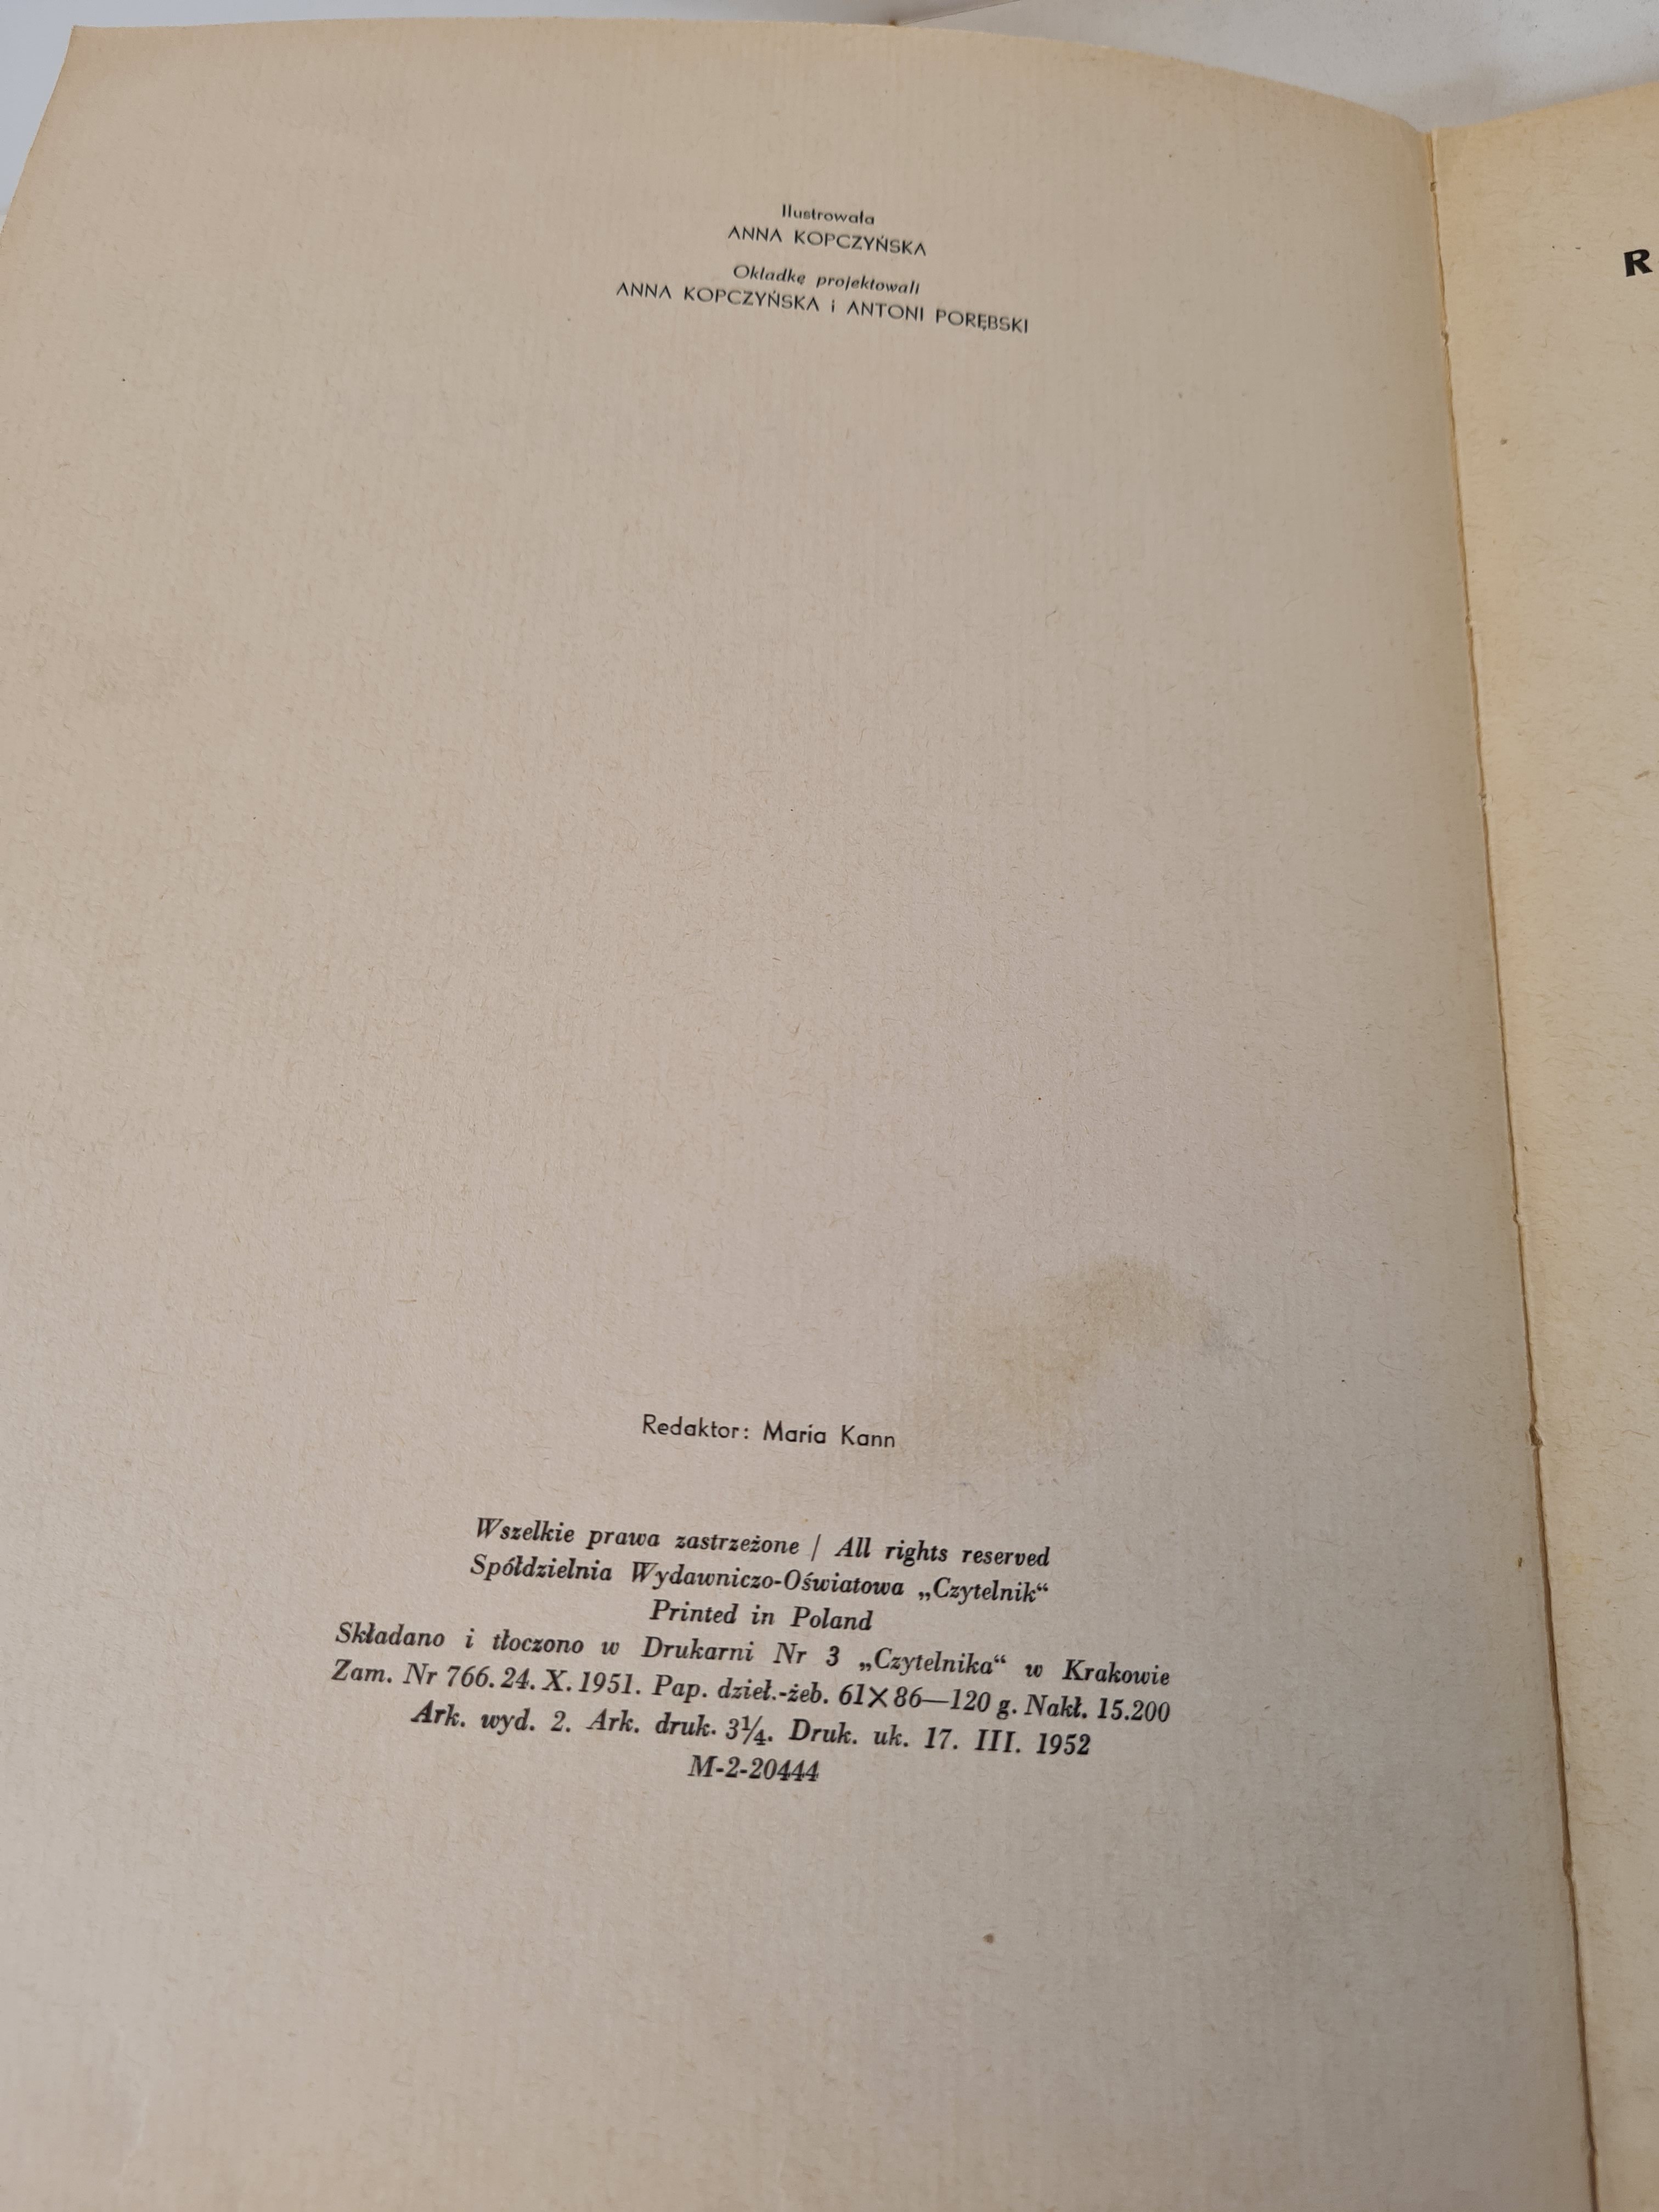 Ilustrowała
ANNA KOPCZYŃSKA
Okładkę projektowali
ANNA KOPCZYŃSKA i ANTONI PORĘBSKI
R
Redaktor: Maria Kann
Wszelkie prawa zastrzeżone / All rights reserved
Spółdzielnia Wydawniczo-Oświatowa „Czytelnik“
Printed in Poland
Składano i tłoczono w Drukarni Nr 3 „Czytelnika“ w Krakowie
Zam. Nr 766. 24. X. 1951. Pap. dzieł.-żeb. 61×86—120 g. Nakł. 15.200
Ark. wyd. 2. Ark. druk. 3¼. Druk. uk. 17. III. 1952
M-2-20444